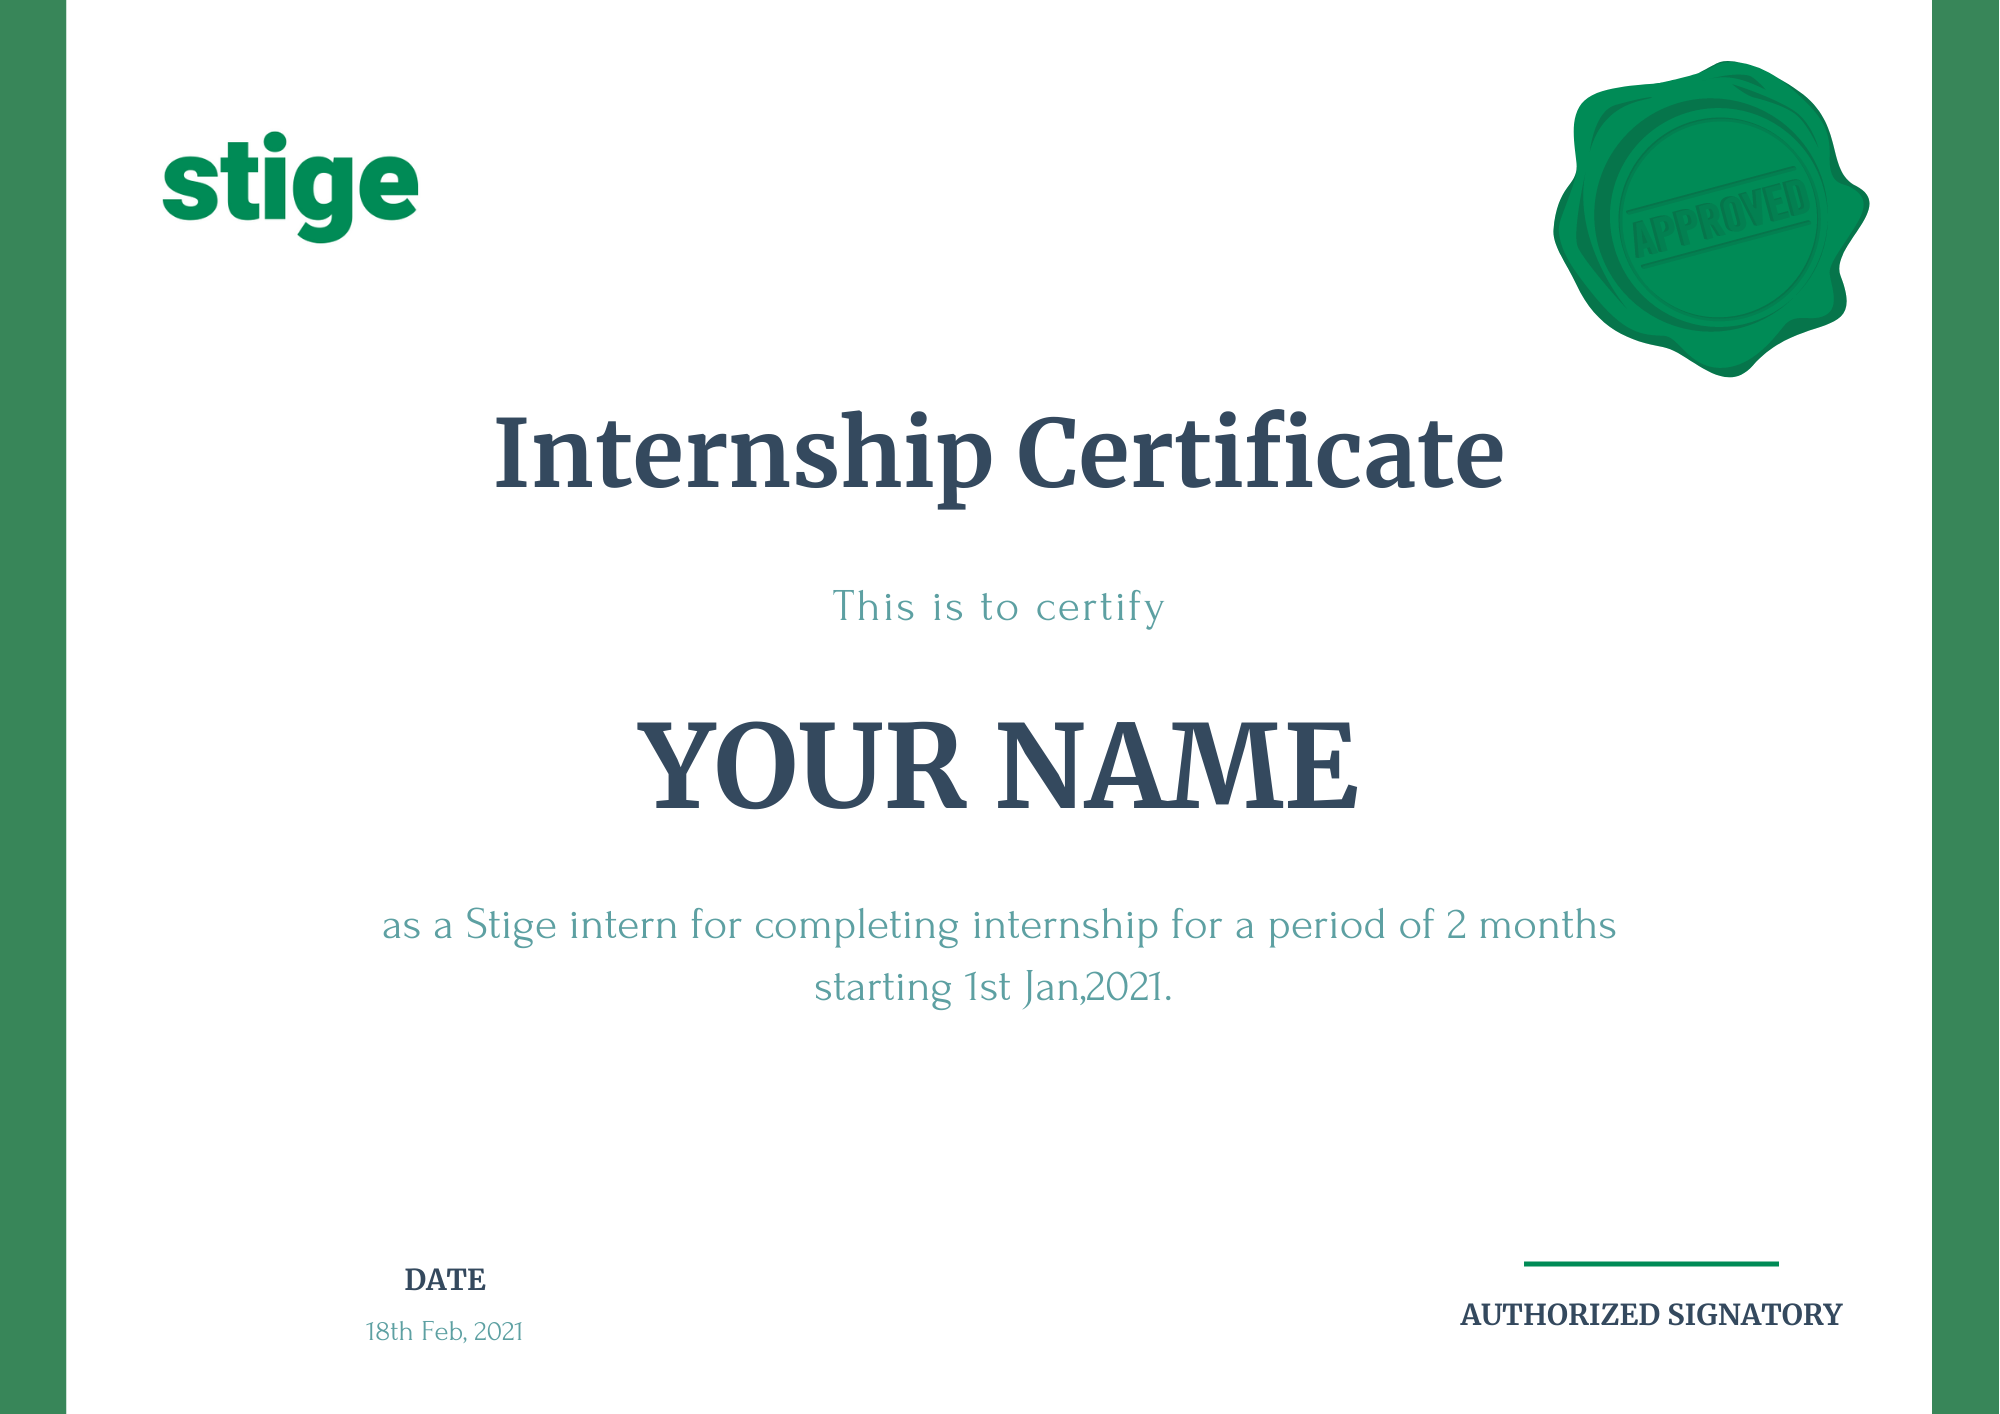 stige
APPROVED
Internship Certificate
This is to certify
YOUR NAME
as a Stige intern for completing internship for a period of 2 months
starting 1st Jan,2021.
DATE
18th Feb, 2021
AUTHORIZED SIGNATORY